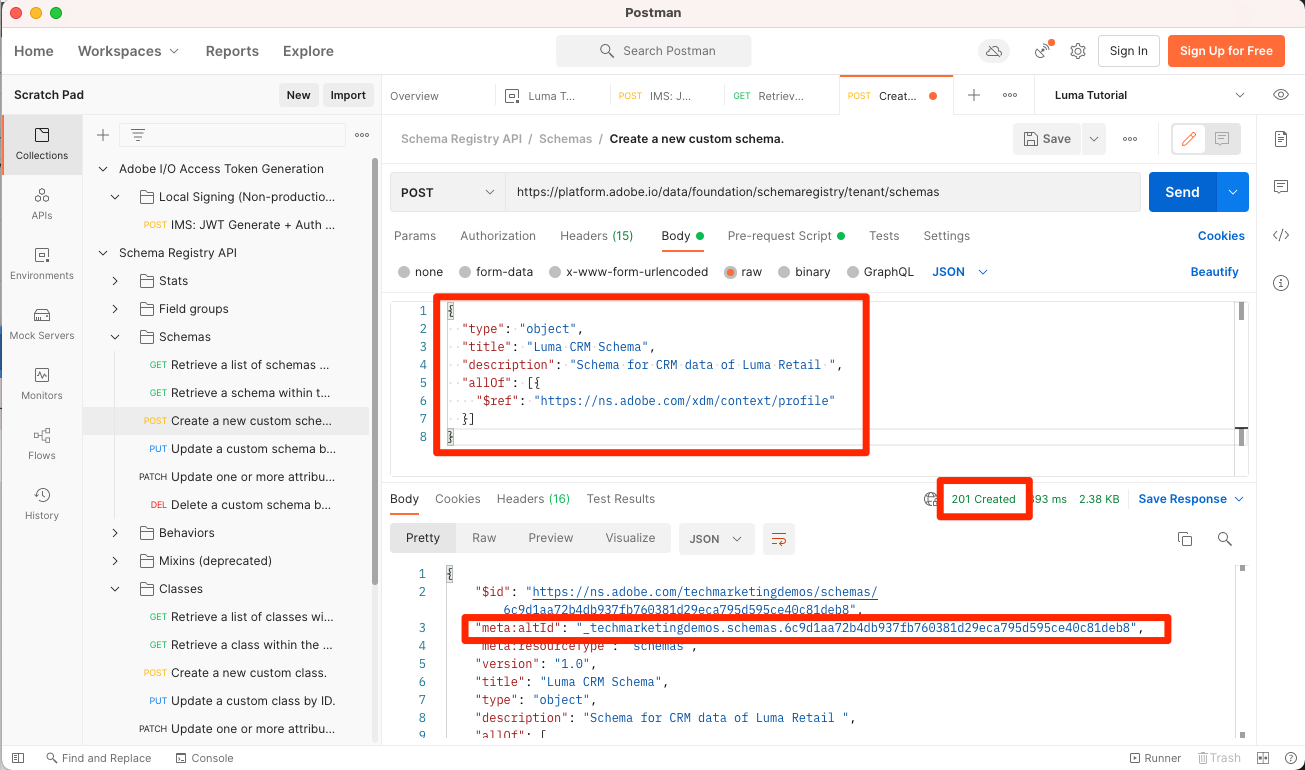 Postman
Home Workspaces Reports Explore Search Postman Sign In Sign Up for Free
Scratch Pad New Import Overview Luma T... POST IMS: J... GET Retriev... POST Creat... Luma Tutorial
Collections
APIs
Environments
Mock Servers
Monitors
Flows
History
Adobe I/O Access Token Generation
Local Signing (Non-productio...
POST IMS: JWT Generate + Auth ...
Schema Registry API
Stats
Field groups
Schemas
GET Retrieve a list of schemas ...
GET Retrieve a schema within t...
POST Create a new custom sche...
PUT Update a custom schema b...
PATCH Update one or more attribu...
DEL Delete a custom schema b...
Behaviors
Mixins (deprecated)
Classes
GET Retrieve a list of classes wi...
GET Retrieve a class within the ...
POST Create a new custom class.
PUT Update a custom class by ID.
PATCH Update one or more attribu...
Schema Registry API / Schemas / Create a new custom schema. Save
POST https://platform.adobe.io/data/foundation/schemaregistry/tenant/schemas Send
Params Authorization Headers (15) Body Pre-request Script Tests Settings Cookies
none form-data x-www-form-urlencoded raw binary GraphQL JSON Beautify
1 {
2 "type": "object",
3 "title": "Luma CRM Schema",
4 "description": "Schema for CRM data of Luma Retail ",
5 "allOf": [{
6 "$ref": "https://ns.adobe.com/xdm/context/profile"
7 }]
8 }
Body Cookies Headers (16) Test Results 201 Created 393 ms 2.38 KB Save Response
Pretty Raw Preview Visualize JSON
1 {
2 "$id": "https://ns.adobe.com/techmarketingdemos/schemas/
6c9d1aa72b4db937fb760381d29eca795d595ce40c81deb8",
3 "meta:altId": "_techmarketingdemos.schemas.6c9d1aa72b4db937fb760381d29eca795d595ce40c81deb8",
4 "meta:resourceType": "schemas",
5 "version": "1.0",
6 "title": "Luma CRM Schema",
7 "type": "object",
8 "description": "Schema for CRM data of Luma Retail ",
9 "allOf": [
Find and Replace Console Runner Trash